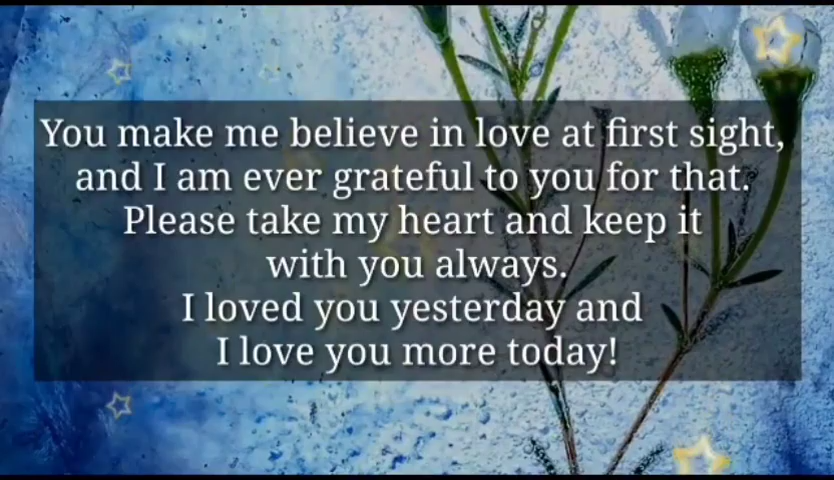 You make me believe in love at first sight,
and I am ever grateful to you for that.
Please take my heart and keep it
with you always.
I loved you yesterday and
I love you more today!